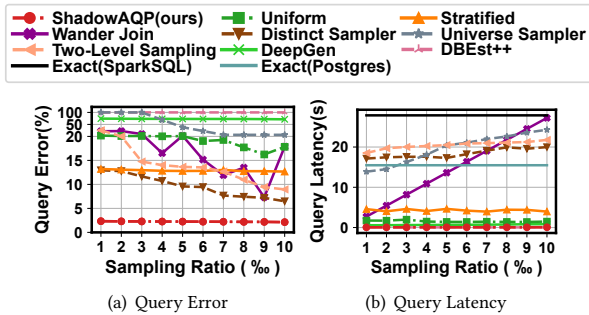 ShadowAQP(ours) Uniform Stratified
Wander Join Distinct Sampler Universe Sampler
Two-Level Sampling DeepGen DBEst++
Exact(SparkSQL) Exact(Postgres)
Query Error(%)
100
50
20
15
10
5
0
1 2 3 4 5 6 7 8 9 10
Sampling Ratio ( ‰ )
(a) Query Error
Query Latency(s)
20
10
0
1 2 3 4 5 6 7 8 9 10
Sampling Ratio ( ‰ )
(b) Query Latency